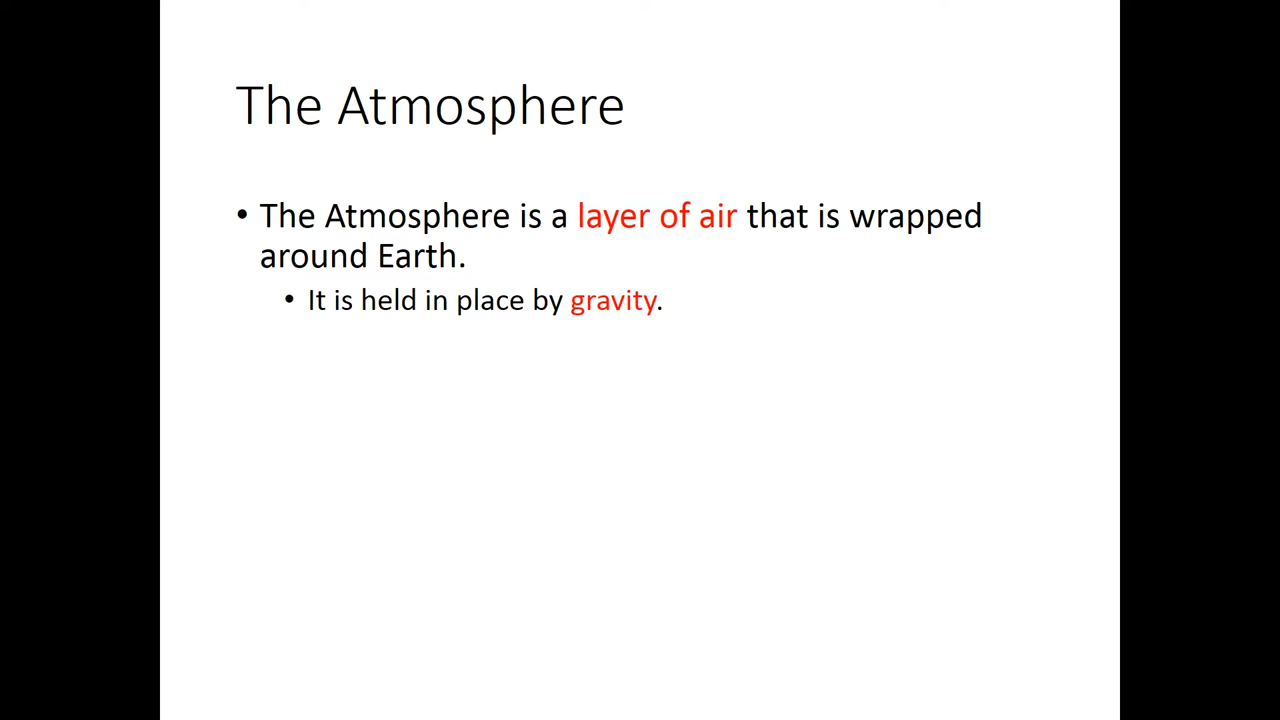 The Atmosphere
• The Atmosphere is a layer of air that is wrapped
around Earth.
• It is held in place by gravity.